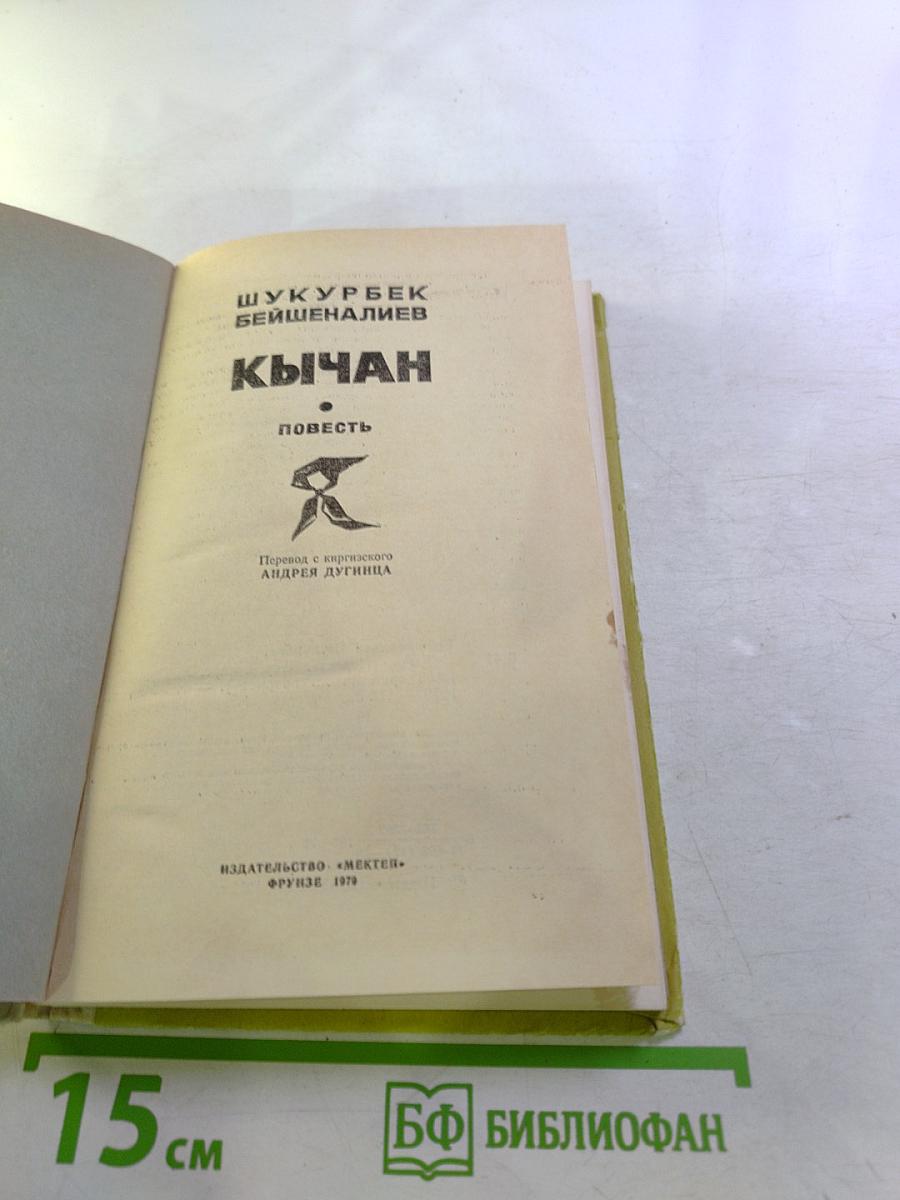 ШУКУРБЕК
БЕЙШЕНАЛИЕВ
КЫЧАН
ПОВЕСТЬ
Перевод с киргизского
АНДРЕЯ ДУГИНЦА
ИЗДАТЕЛЬСТВО «МЕКТЕП»
ФРУНЗЕ 1979
15 см
БФ БИБЛИОФАН